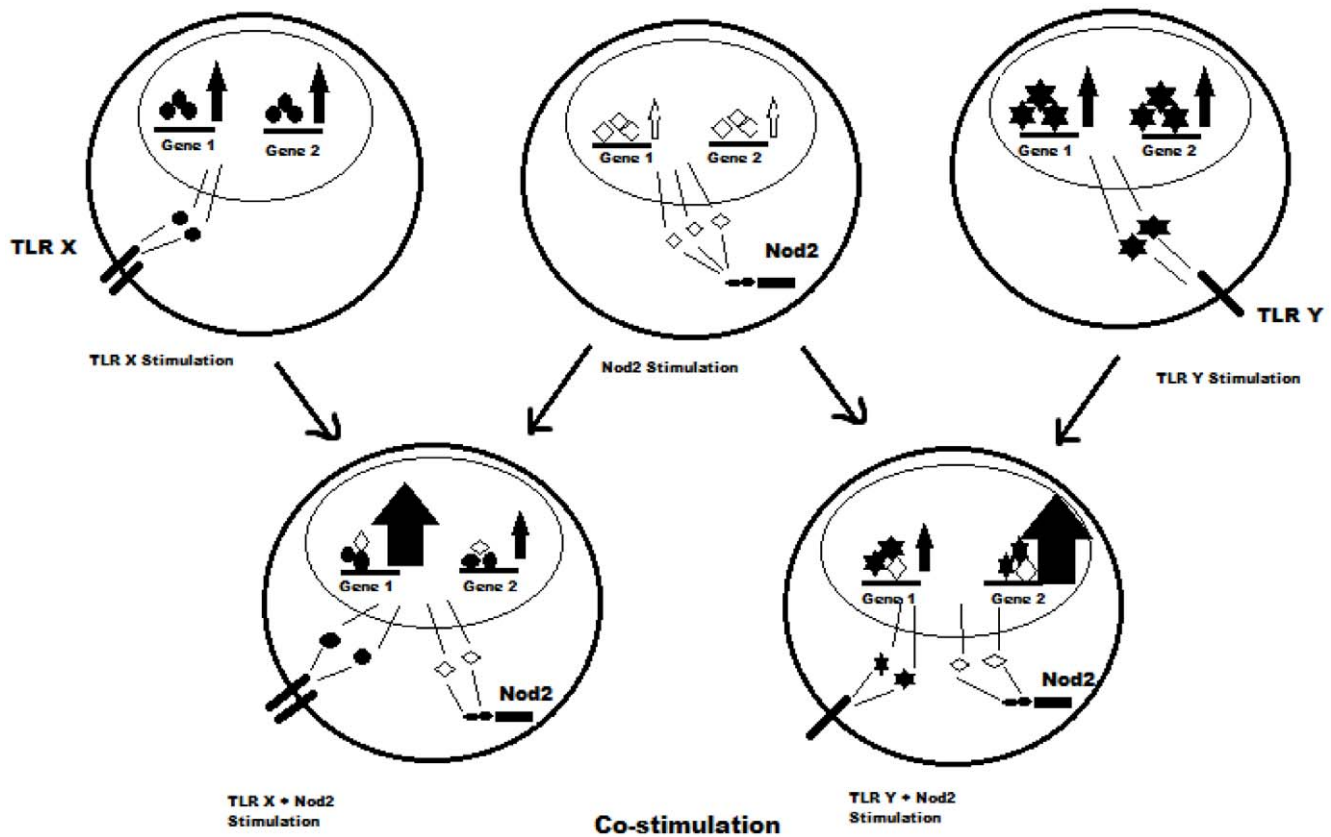 Gene 1
Gene 2
Gene 1
Gene 2
Gene 1
Gene 2
TLR X
Nod2
TLR Y
TLR X Stimulation
Nod2 Stimulation
TLR Y Stimulation
Gene 1
Gene 2
Gene 1
Gene 2
Nod2
Nod2
TLR X + Nod2
Stimulation
TLR Y + Nod2
Stimulation
Co-stimulation